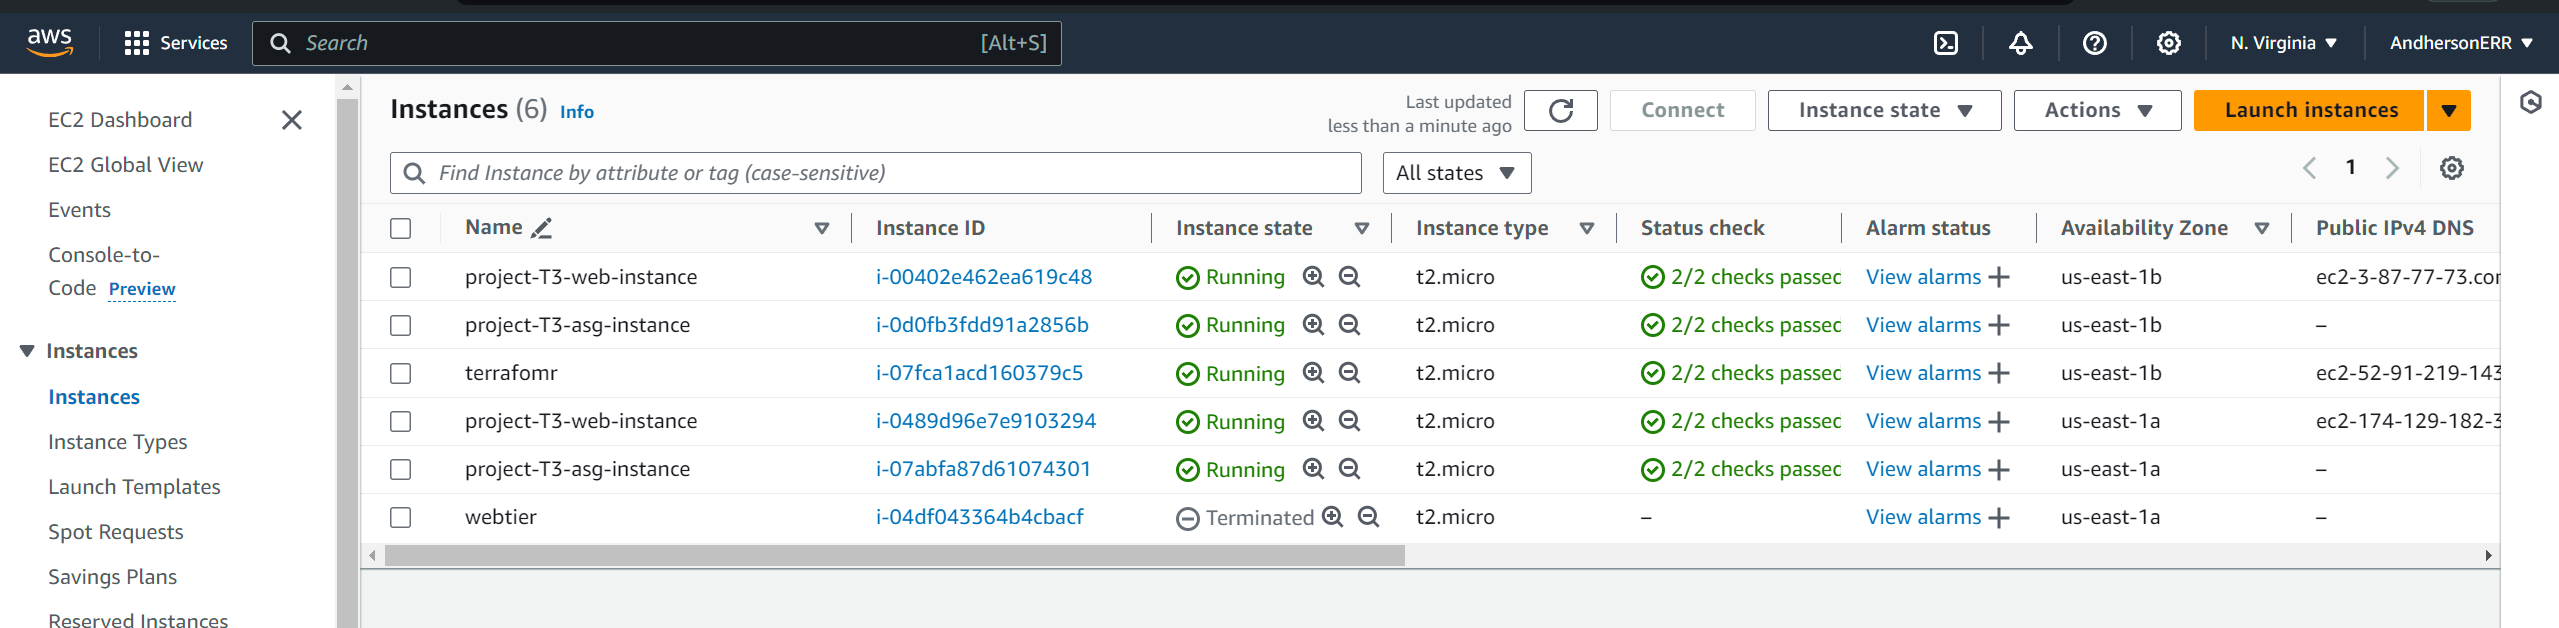 aws Services Search [Alt+S] N. Virginia AndhersonERR
EC2 Dashboard
EC2 Global View
Events
Console-to-
Code Preview
Instances
Instances
Instance Types
Launch Templates
Spot Requests
Savings Plans
Reserved Instances
Instances (6) Info
Last updated
less than a minute ago
Connect Instance state Actions Launch instances
Find Instance by attribute or tag (case-sensitive) All states 1
Name Instance ID Instance state Instance type Status check Alarm status Availability Zone Public IPv4 DNS
project-T3-web-instance i-00402e462ea619c48 Running t2.micro 2/2 checks passed View alarms us-east-1b ec2-3-87-77-73.con
project-T3-asg-instance i-0d0fb3fdd91a2856b Running t2.micro 2/2 checks passed View alarms us-east-1b –
terrafomr i-07fca1acd160379c5 Running t2.micro 2/2 checks passed View alarms us-east-1b ec2-52-91-219-143
project-T3-web-instance i-0489d96e7e9103294 Running t2.micro 2/2 checks passed View alarms us-east-1a ec2-174-129-182-3
project-T3-asg-instance i-07abfa87d61074301 Running t2.micro 2/2 checks passed View alarms us-east-1a –
webtier i-04df043364b4cbacf Terminated t2.micro – View alarms us-east-1a –